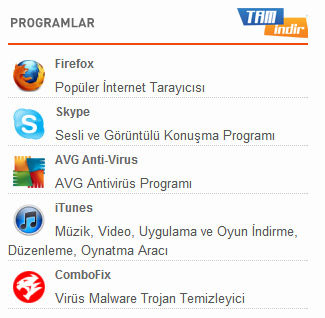 PROGRAMLAR
TAM
indir
Firefox
Popüler İnternet Tarayıcısı
Skype
Sesli ve Görüntülü Konuşma Programı
AVG Anti-Virus
AVG Antivirüs Programı
iTunes
Müzik, Video, Uygulama ve Oyun İndirme,
Düzenleme, Oynatma Aracı
ComboFix
Virüs Malware Trojan Temizleyici